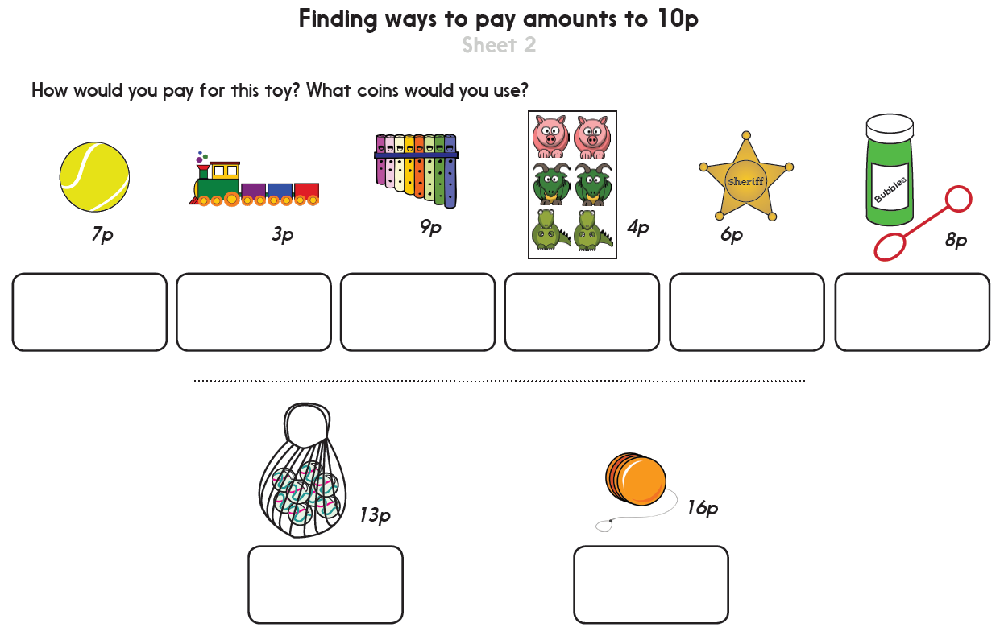 Finding ways to pay amounts to 10p
Sheet 2
How would you pay for this toy? What coins would you use?
Sheriff
Bubbles
7p
3p
9p
4p
6p
8p
13p
16p